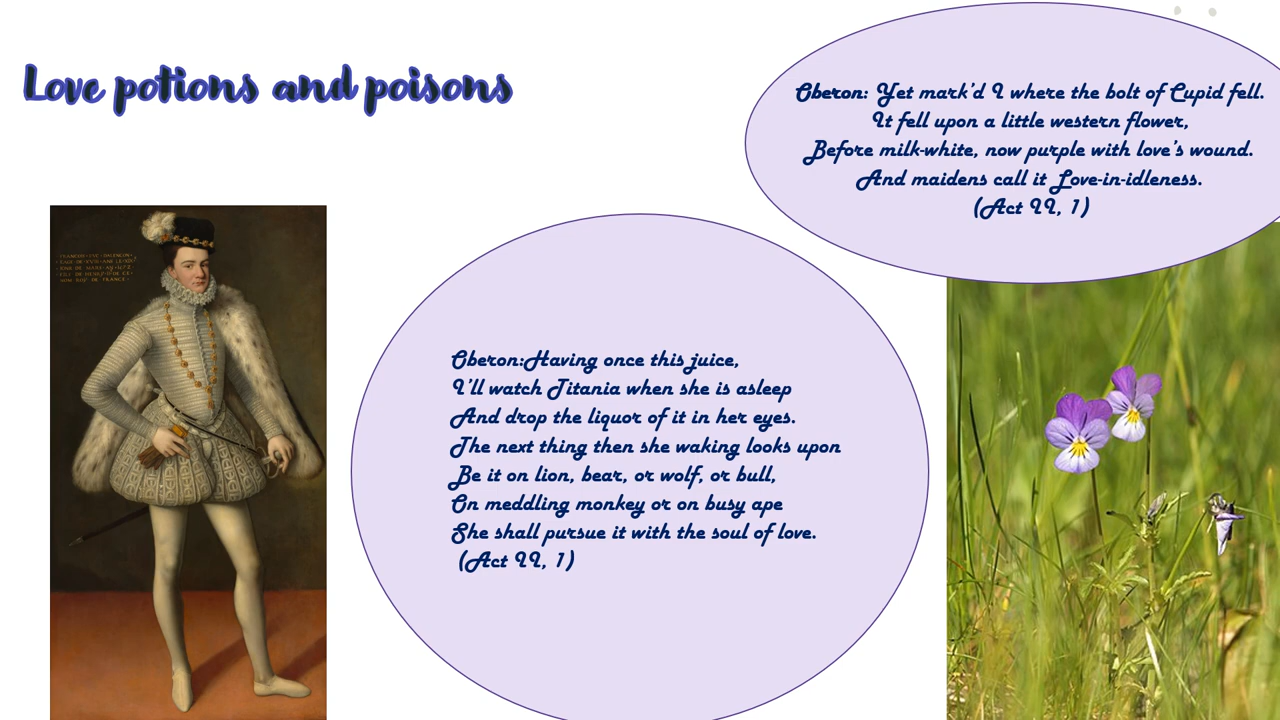 Love potions and poisons
Oberon: Yet mark'd I where the bolt of Cupid fell.
It fell upon a little western flower,
Before milk-white, now purple with love's wound.
And maidens call it Love-in-idleness.
(Act II, 1)
Oberon:Having once this juice,
I'll watch Titania when she is asleep
And drop the liquor of it in her eyes.
The next thing then she waking looks upon
Be it on lion, bear, or wolf, or bull,
On meddling monkey or on busy ape
She shall pursue it with the soul of love.
(Act II, 1)